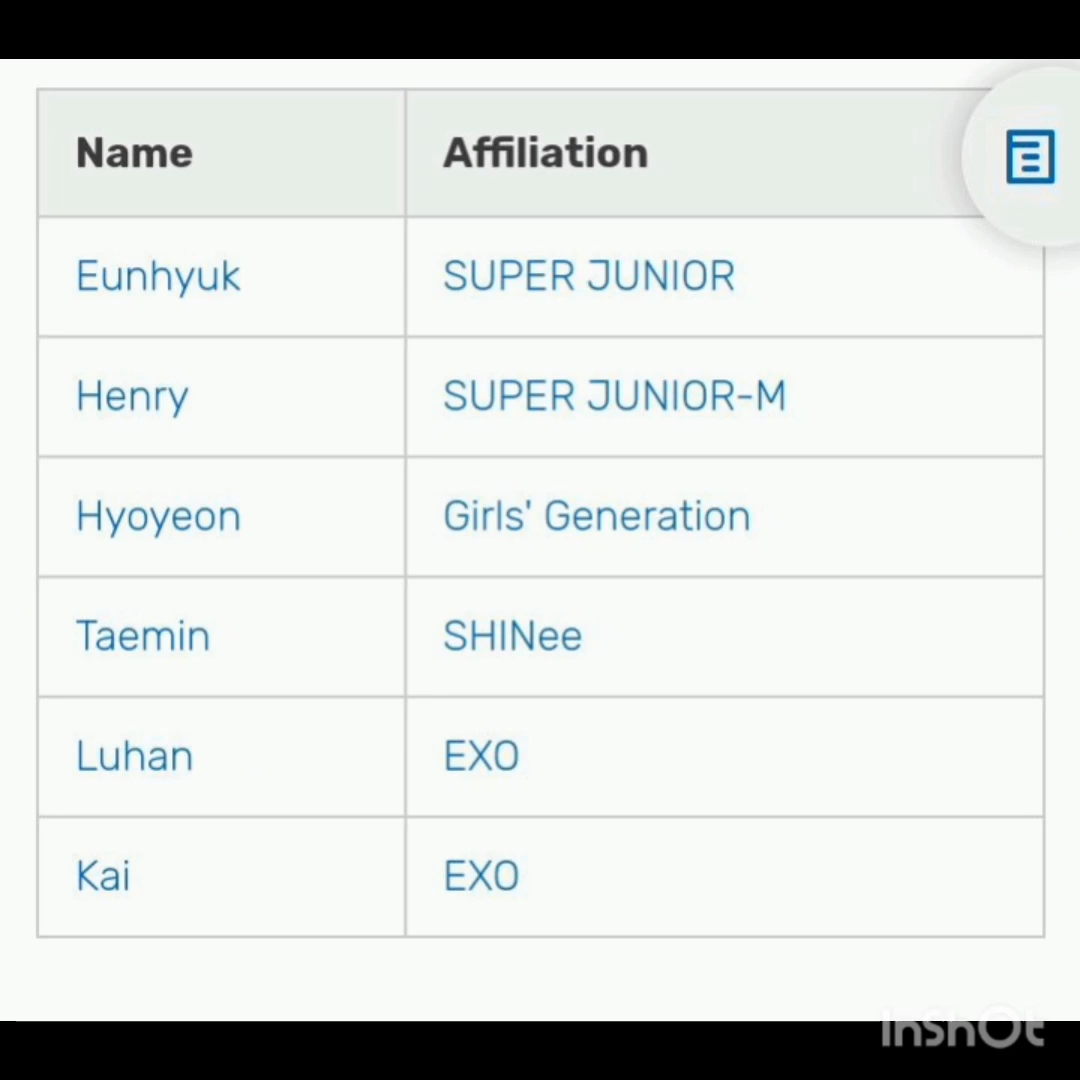 Name Affiliation
Eunhyuk SUPER JUNIOR
Henry SUPER JUNIOR-M
Hyoyeon Girls' Generation
Taemin SHINee
Luhan EXO
Kai EXO
InShOt